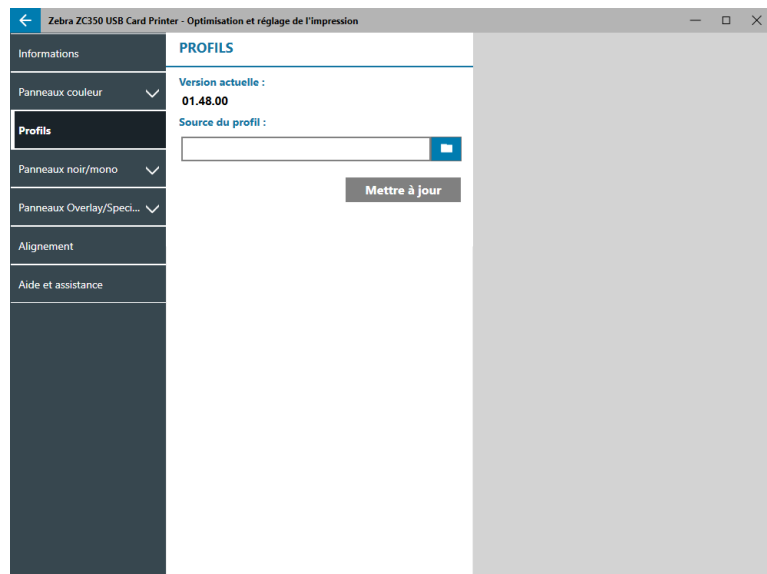 Zebra ZC350 USB Card Printer - Optimisation et réglage de l'impression
Informations
Panneaux couleur
Profils
Panneaux noir/mono
Panneaux Overlay/Speci...
Alignement
Aide et assistance
PROFILS
Version actuelle :
01.48.00
Source du profil :
Mettre à jour